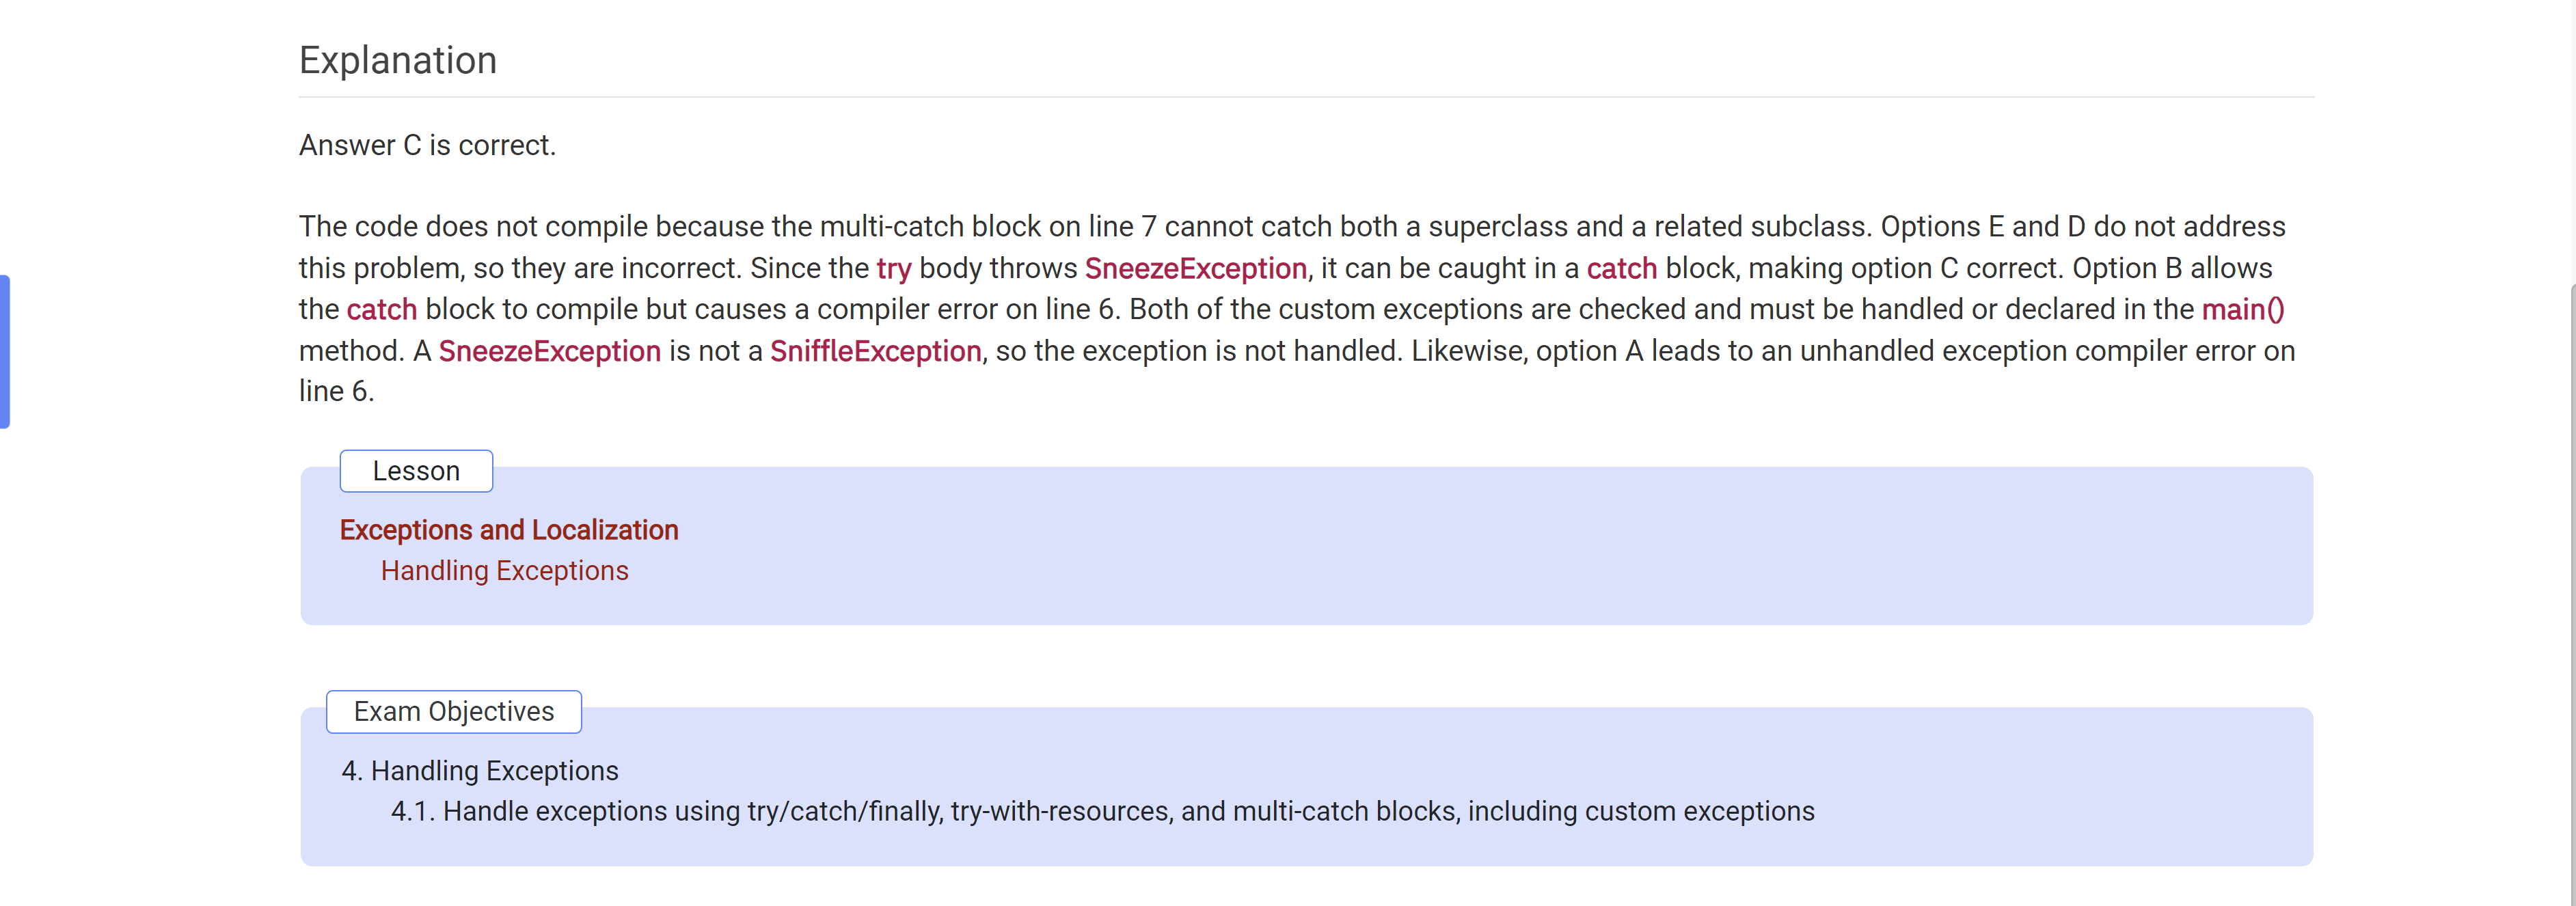 Explanation
Answer C is correct.
The code does not compile because the multi-catch block on line 7 cannot catch both a superclass and a related subclass. Options E and D do not address
this problem, so they are incorrect. Since the try body throws SneezeException, it can be caught in a catch block, making option C correct. Option B allows
the catch block to compile but causes a compiler error on line 6. Both of the custom exceptions are checked and must be handled or declared in the main()
method. A SneezeException is not a SniffleException, so the exception is not handled. Likewise, option A leads to an unhandled exception compiler error on
line 6.
Lesson
Exceptions and Localization
Handling Exceptions
Exam Objectives
4. Handling Exceptions
4.1. Handle exceptions using try/catch/finally, try-with-resources, and multi-catch blocks, including custom exceptions